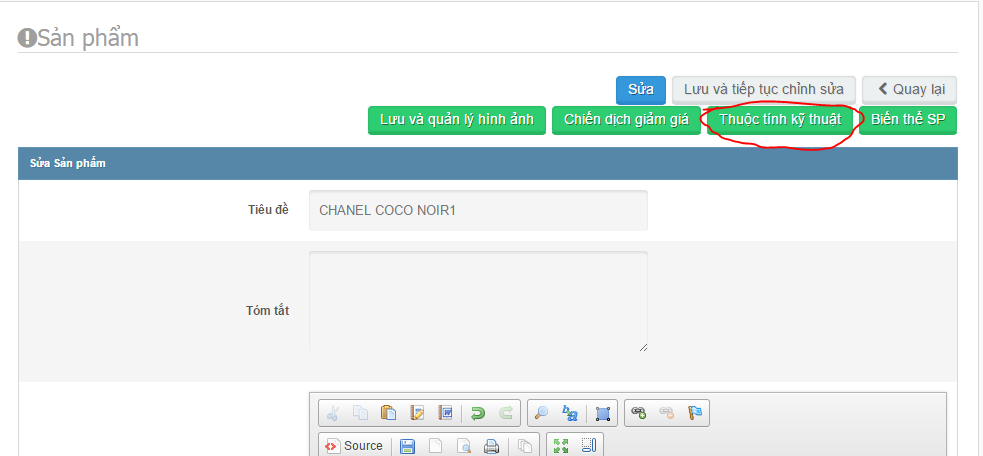 Sản phẩm
Sửa Lưu và tiếp tục chỉnh sửa Quay lại
Lưu và quản lý hình ảnh Chiến dịch giảm giá Thuộc tính kỹ thuật Biến thể SP
Sửa Sản phẩm
Tiêu đề CHANEL COCO NOIR1
Tóm tắt
Source